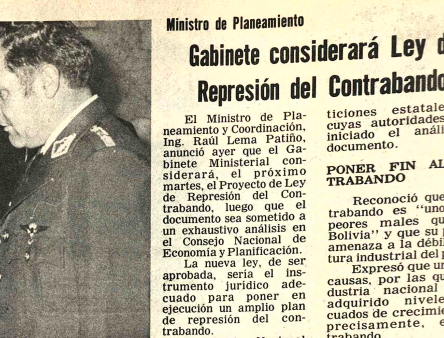 Ministro de Planeamiento
Gabinete considerará Ley d
Represión del Contrabando
El Ministro de Pla-
neamiento y Coordinación,
Ing. Raúl Lema Patiño,
anunció ayer que el Ga-
binete Ministerial con-
siderará, el próximo
martes, el Proyecto de Ley
de Represión del Con-
trabando, luego que el
documento sea sometido a
un exhaustivo análisis en
el Consejo Nacional de
Economía y Planificación.
La nueva ley, de ser
aprobada, sería el ins-
trumento jurídico ade-
cuado para poner en
ejecución un amplio plan
de represión del con-
trabando.
ticiones estatale
cuyas autoridades
iniciado el anális
documento.
PONER FIN AL
TRABANDO
Reconoció que
trabando es "uno
peores males qu
Bolivia" y que su p
amenaza a la débil
tura industrial del p
Expresó que un
causas, por las qu
dustria nacional
adquirido nivele
cuados de crecimie
precisamente, e
trabando